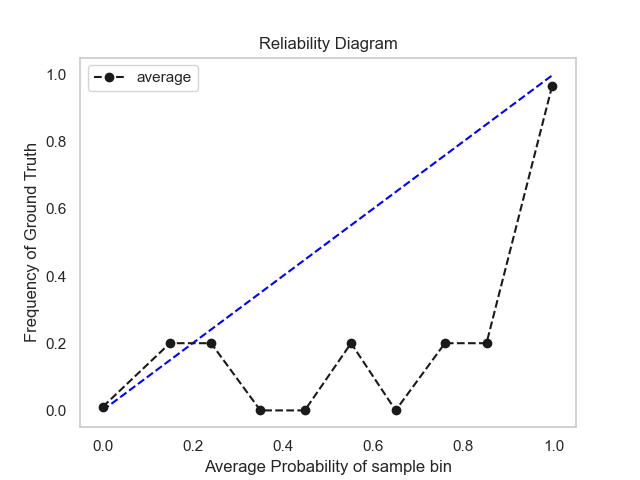 Reliability Diagram
average
Frequency of Ground Truth
1.0
0.8
0.6
0.4
0.2
0.0
0.0 0.2 0.4 0.6 0.8 1.0
Average Probability of sample bin